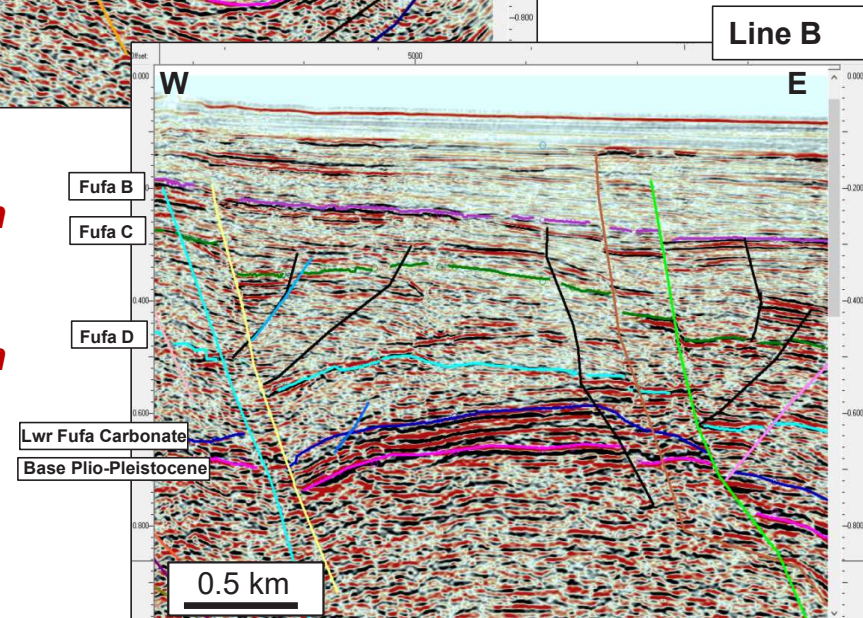 -0.800
Line B
Offset:
5000
0.000
W
E
0.000
Fufa B
-0.200
Fufa C
Fufa D
0.400
-0.400
Lwr Fufa Carbonate
0.600
-0.600
Base Plio-Pleistocene
0.800
-0.800
0.5 km